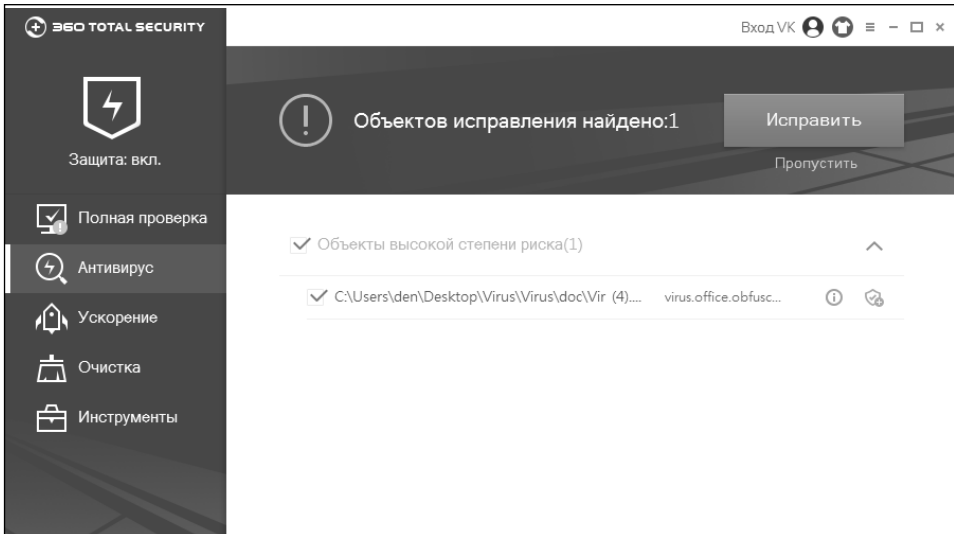 360 TOTAL SECURITY
Вход VK
Защита: вкл.
Объектов исправления найдено:1
Исправить
Пропустить
Полная проверка
Антивирус
Ускорение
Очистка
Инструменты
Объекты высокой степени риска(1)
C:\Users\den\Desktop\Virus\Virus\doc\Vir (4)....
virus.office.obfusc...